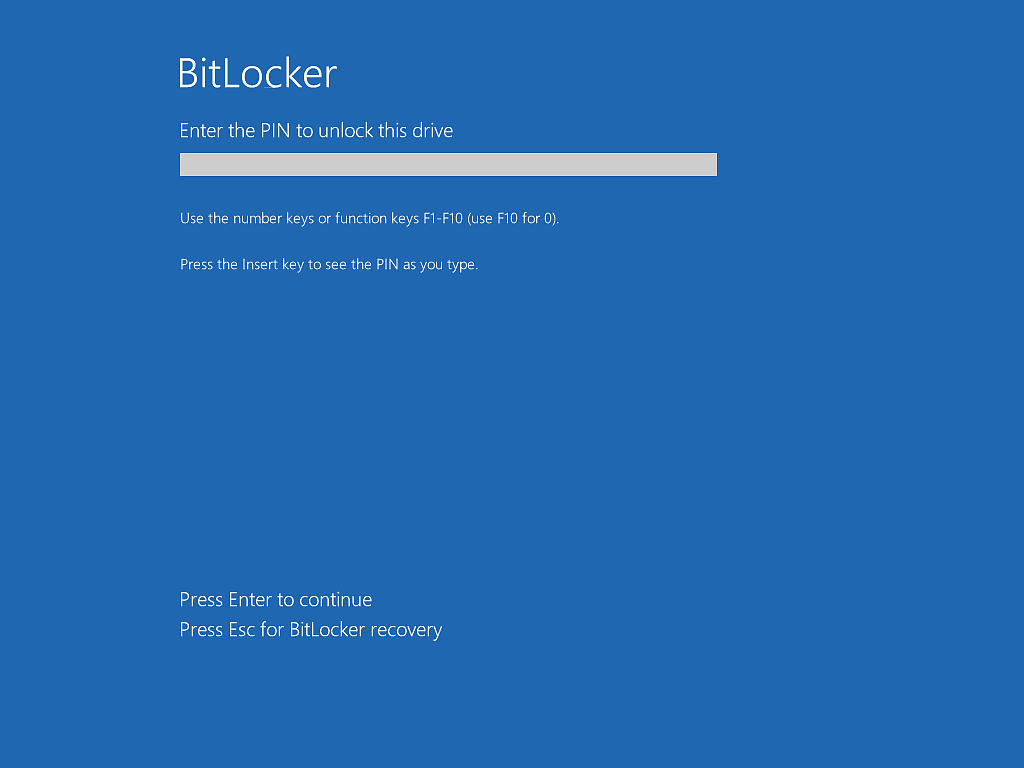 BitLocker
Enter the PIN to unlock this drive
Use the number keys or function keys F1-F10 (use F10 for 0).
Press the Insert key to see the PIN as you type.
Press Enter to continue
Press Esc for BitLocker recovery